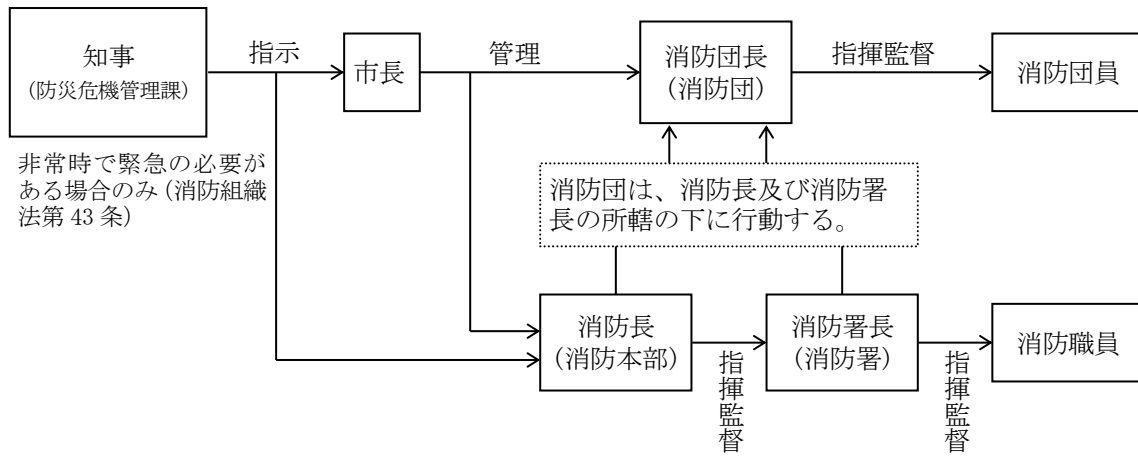 知事
(防災危機管理課)
指示
市長
管理
消防団長
(消防団)
指揮監督
消防団員
非常時で緊急の必要が
ある場合のみ(消防組織
法第 43 条)
消防団は、消防長及び消防署
長の所轄の下に行動する。
消防長
(消防本部)
指揮監督
消防署長
(消防署)
指揮監督
消防職員